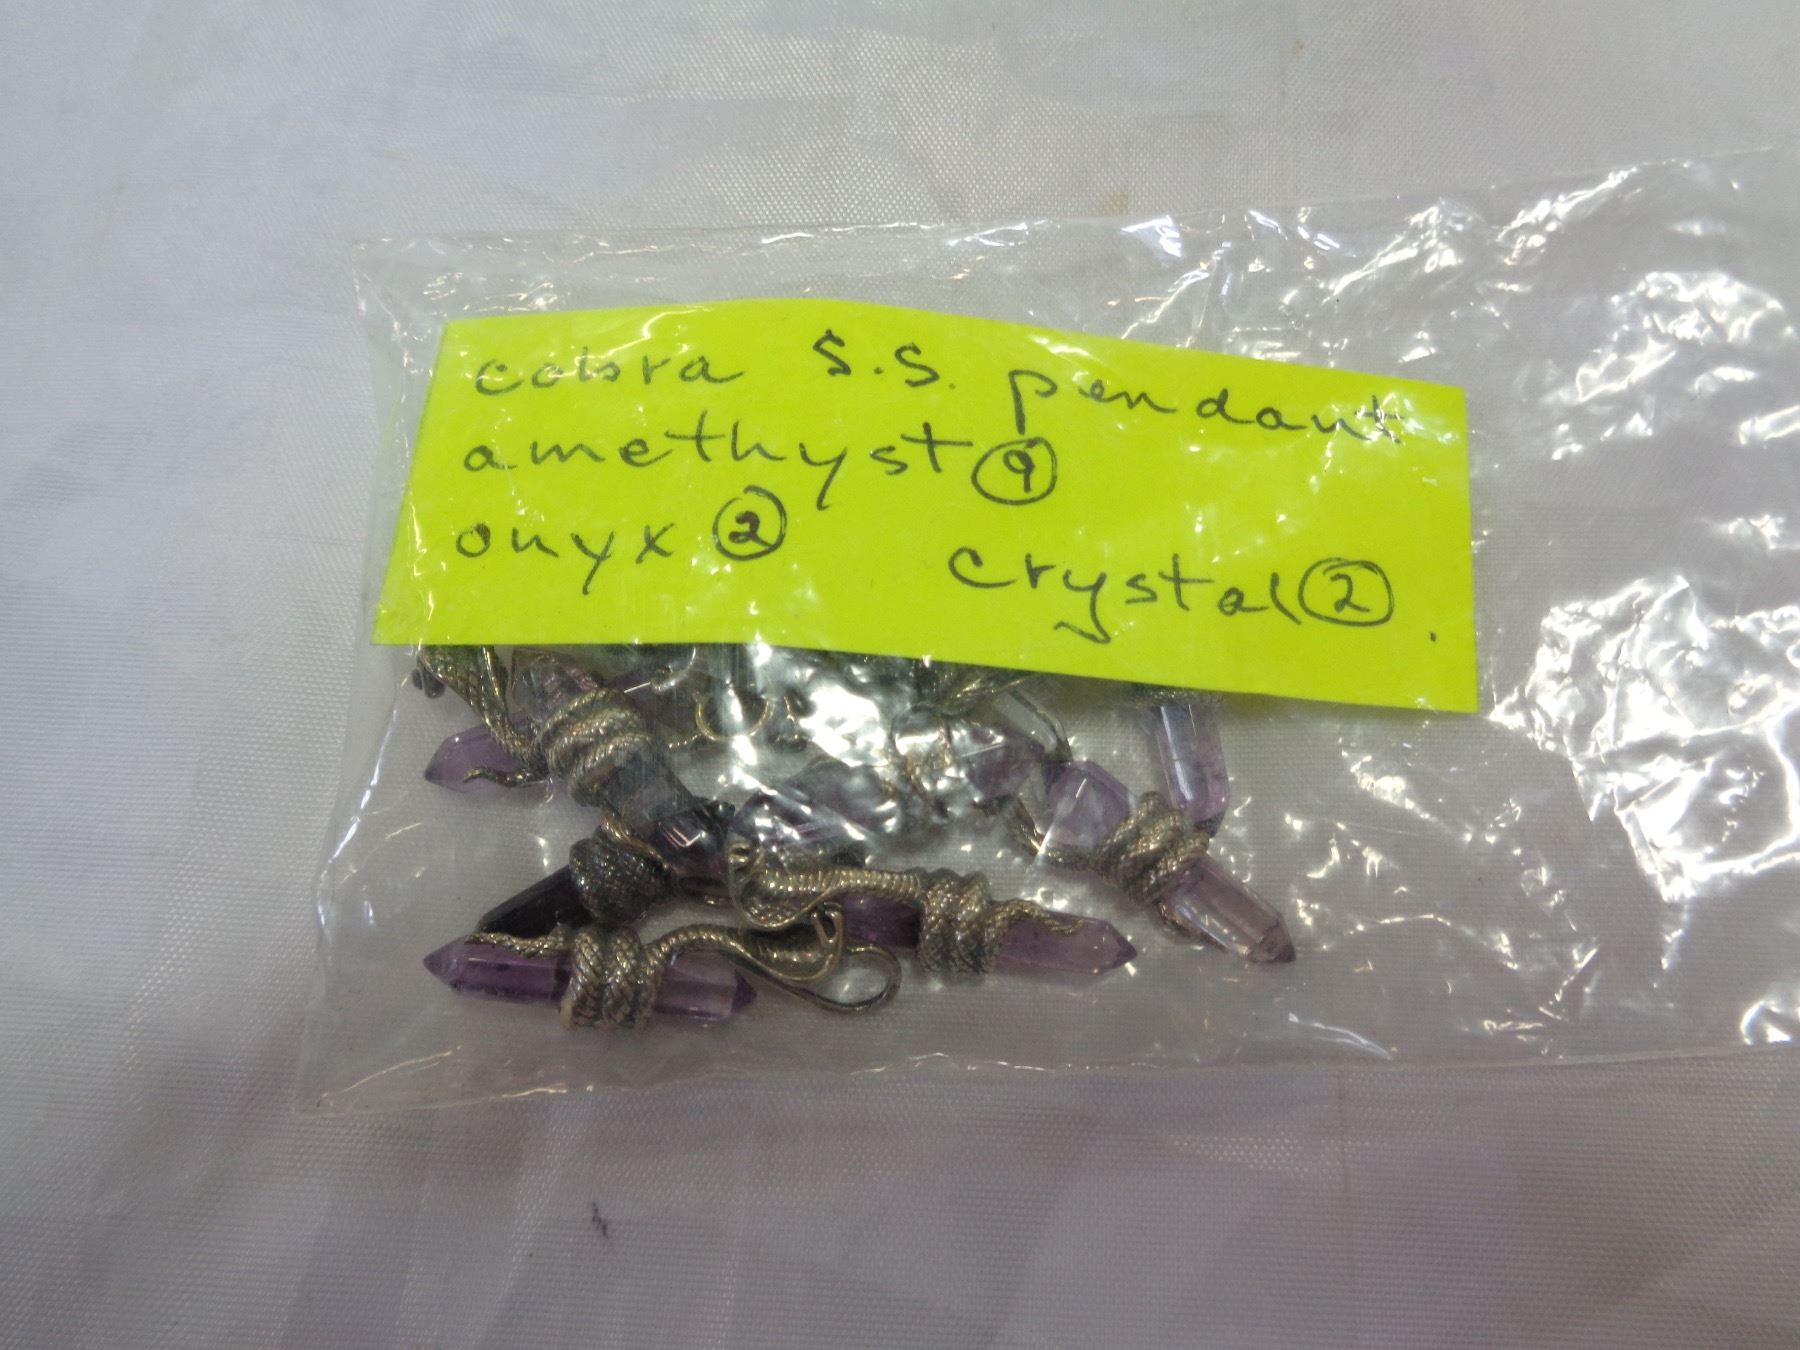 cobra S.S. pendant
amethyst 9
onyx 2 crystal 2.